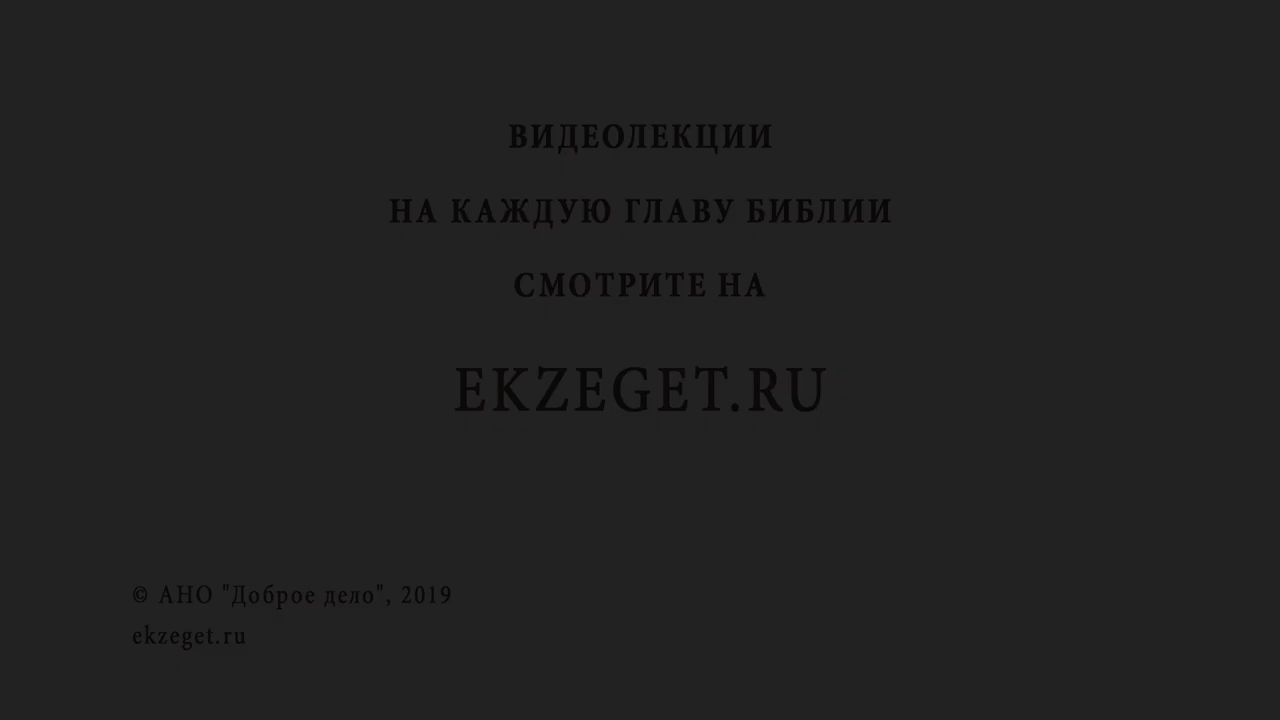 ВИДЕОЛЕКЦИИ
НА КАЖДУЮ ГЛАВУ БИБЛИИ
СМОТРИТЕ НА
EKZEGET.RU
© АНО "Доброе дело", 2019
ekzeget.ru